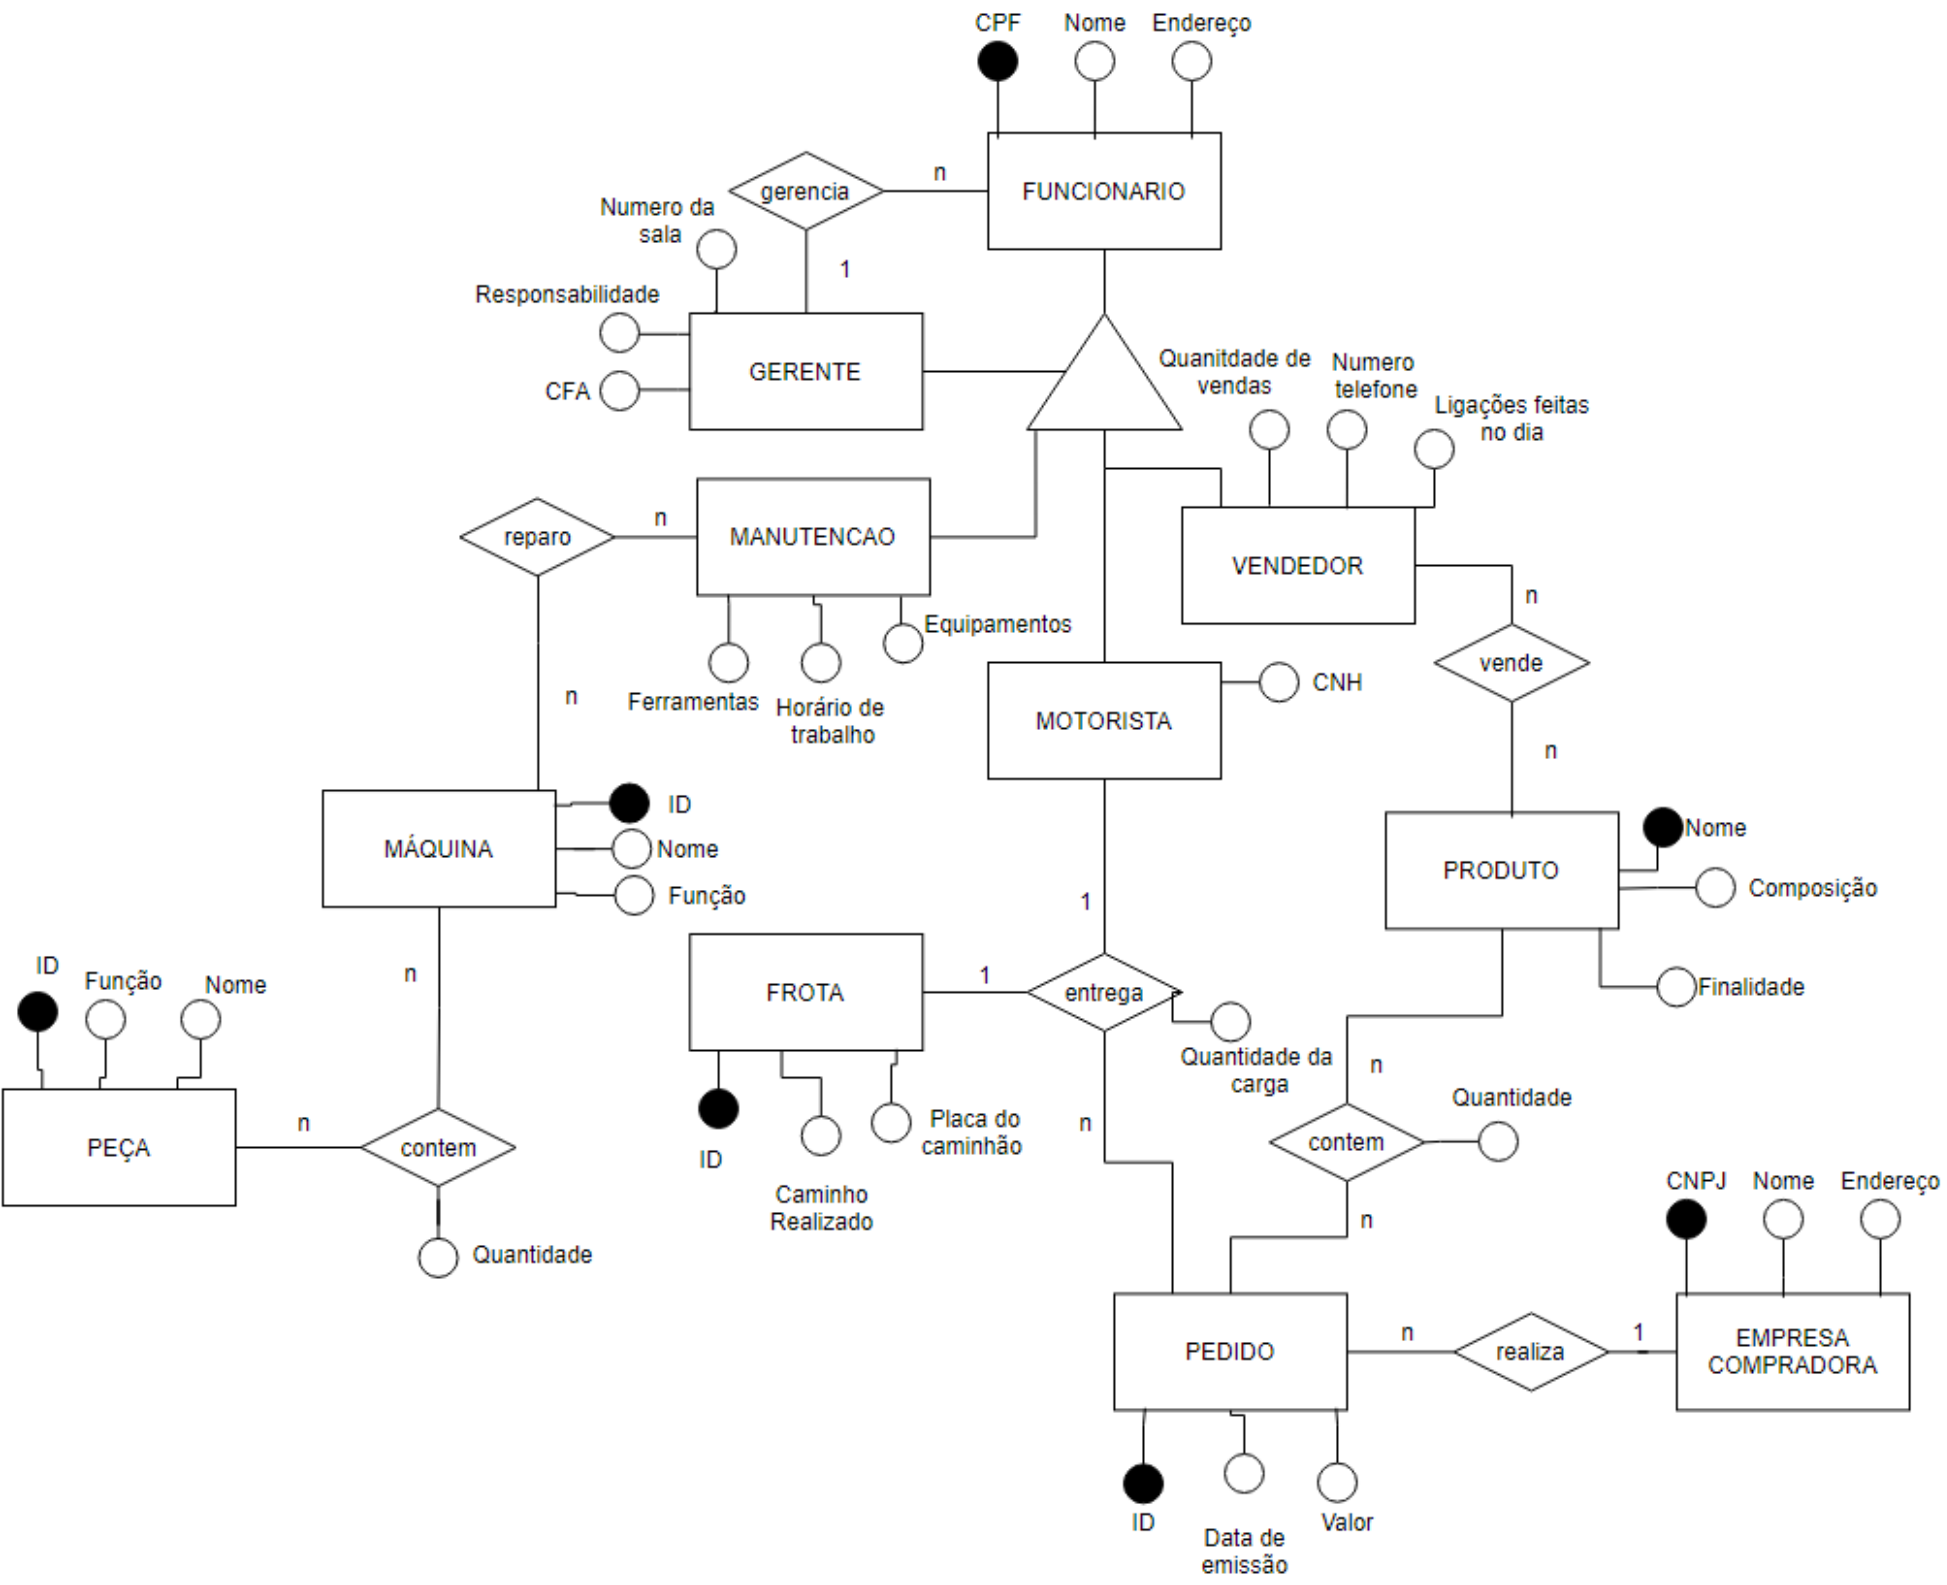 CPF
Nome
Endereço
FUNCIONARIO
gerencia
n
1
Numero da
sala
Responsabilidade
CFA
GERENTE
Quanitdade de
vendas
Numero
telefone
Ligações feitas
no dia
VENDEDOR
reparo
n
MANUTENCAO
Equipamentos
Ferramentas
Horário de
trabalho
n
n
vende
n
MOTORISTA
CNH
MÁQUINA
ID
Nome
Função
PRODUTO
Nome
Composição
Finalidade
1
FROTA
1
entrega
Quantidade da
carga
ID
Caminho
Realizado
Placa do
caminhão
n
n
ID
Função
Nome
PEÇA
n
contem
Quantidade
n
contem
Quantidade
n
CNPJ
Nome
Endereço
PEDIDO
n
realiza
1
EMPRESA
COMPRADORA
ID
Data de
emissão
Valor